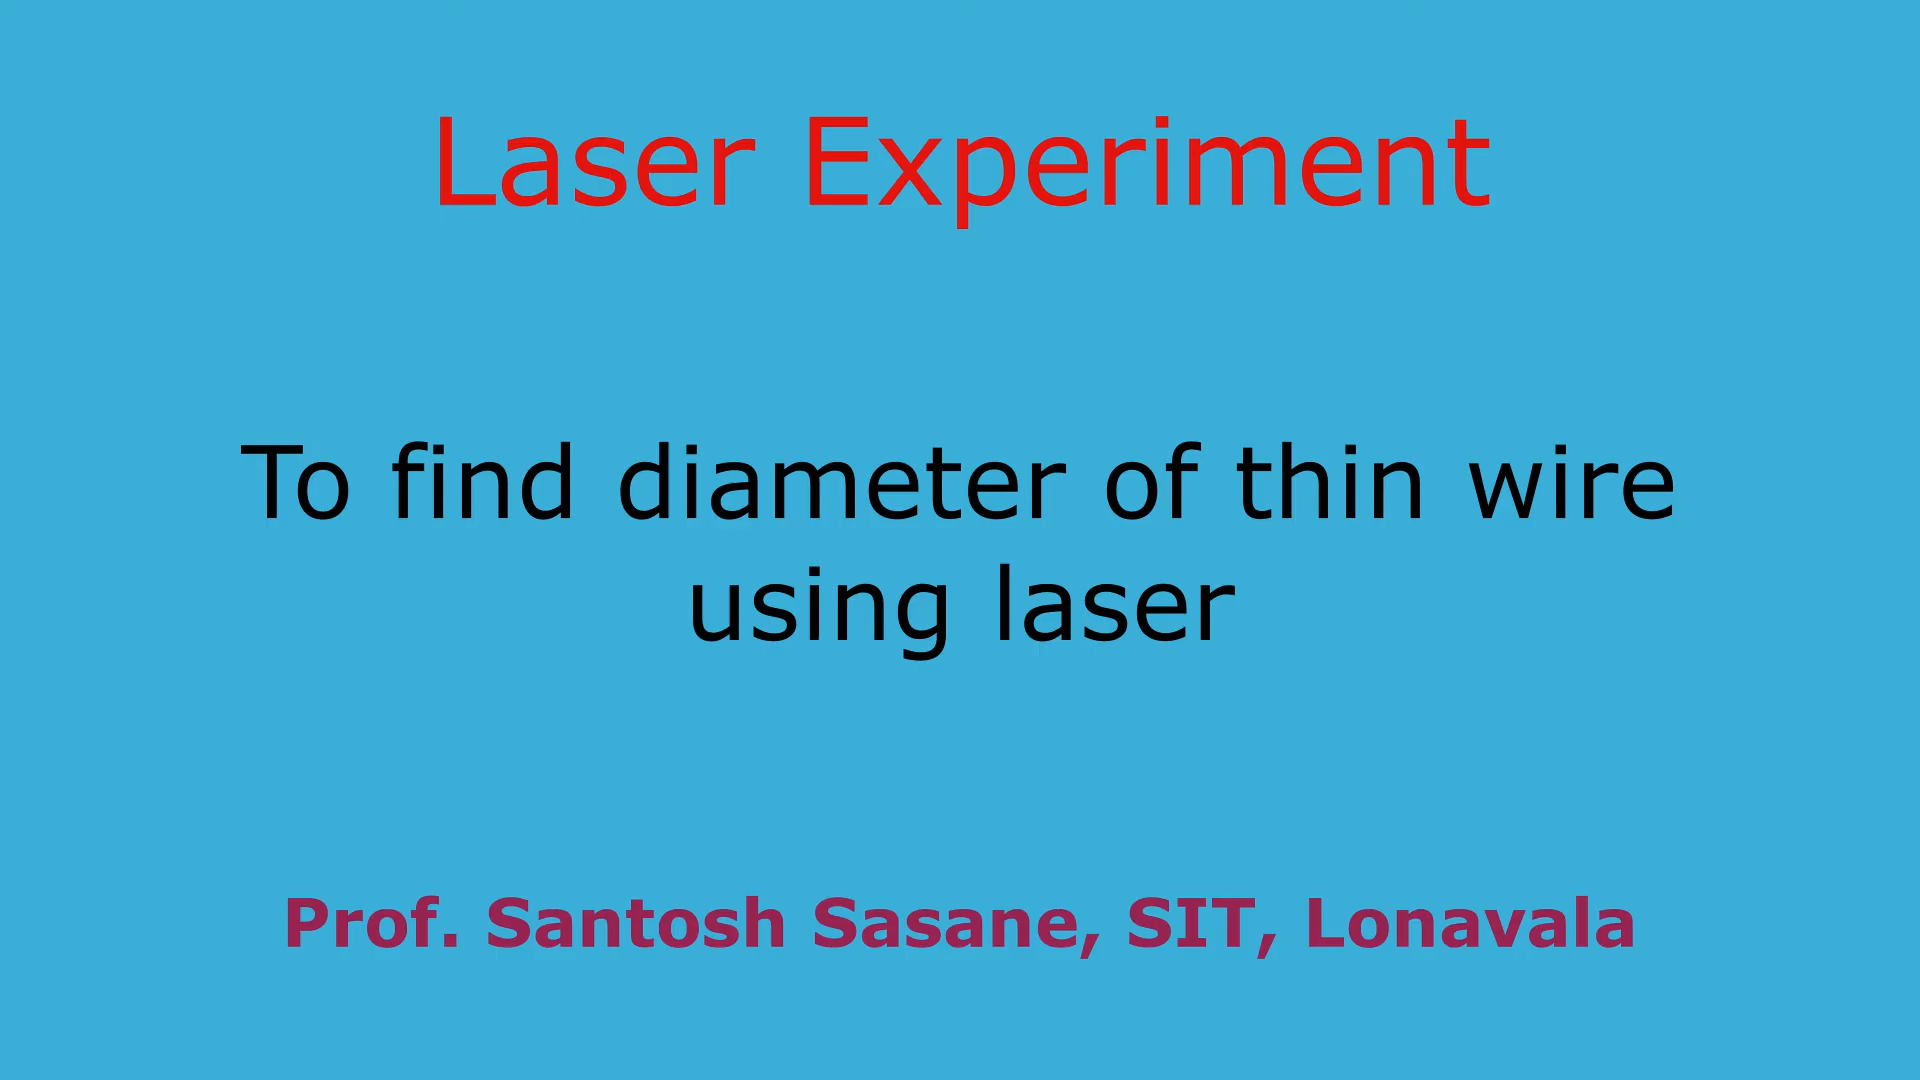 Laser Experiment
To find diameter of thin wire
using laser
Prof. Santosh Sasane, SIT, Lonavala